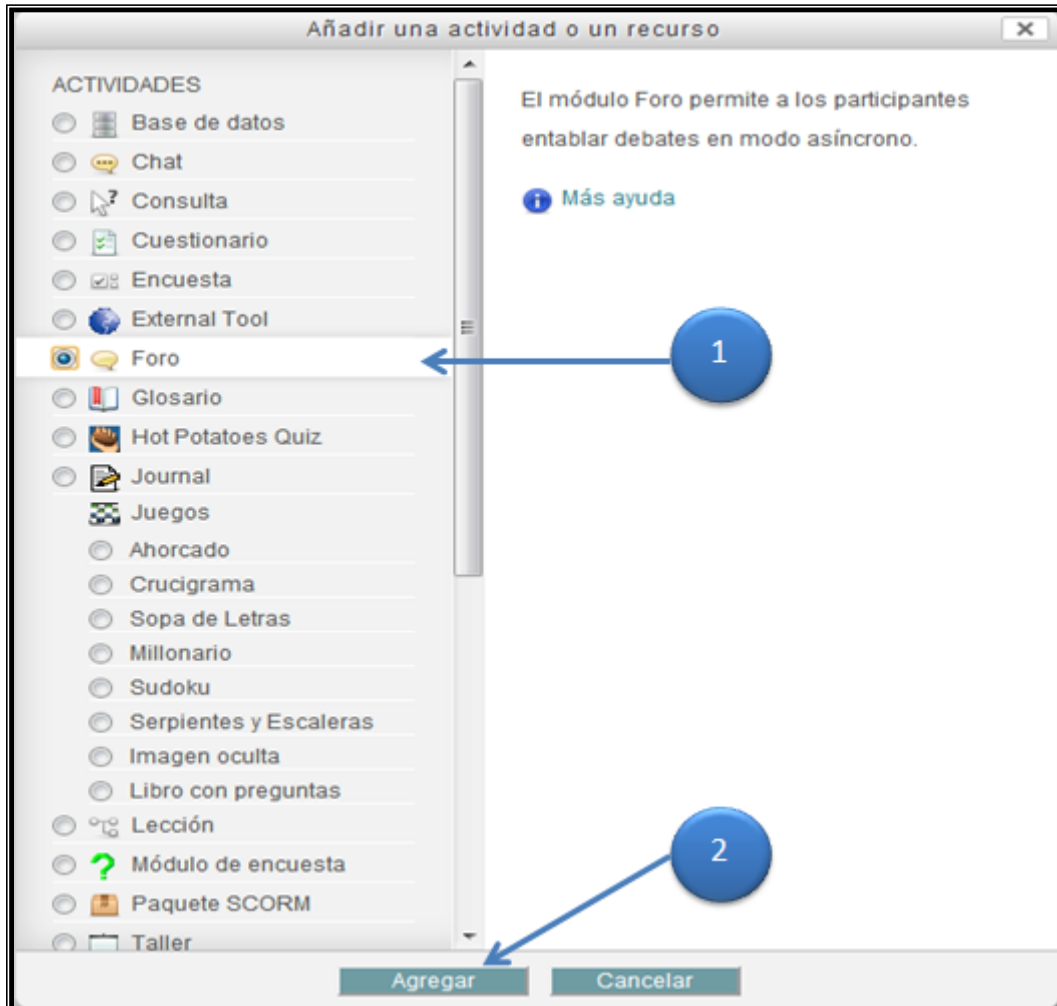 Añadir una actividad o un recurso
ACTIVIDADES
Base de datos
Chat
Consulta
Cuestionario
Encuesta
External Tool
Foro
Glosario
Hot Potatoes Quiz
Journal
Juegos
Ahorcado
Crucigrama
Sopa de Letras
Millonario
Sudoku
Serpientes y Escaleras
Imagen oculta
Libro con preguntas
Lección
Módulo de encuesta
Paquete SCORM
Taller
El módulo Foro permite a los participantes
entablar debates en modo asíncrono.
Más ayuda
1
2
Agregar
Cancelar